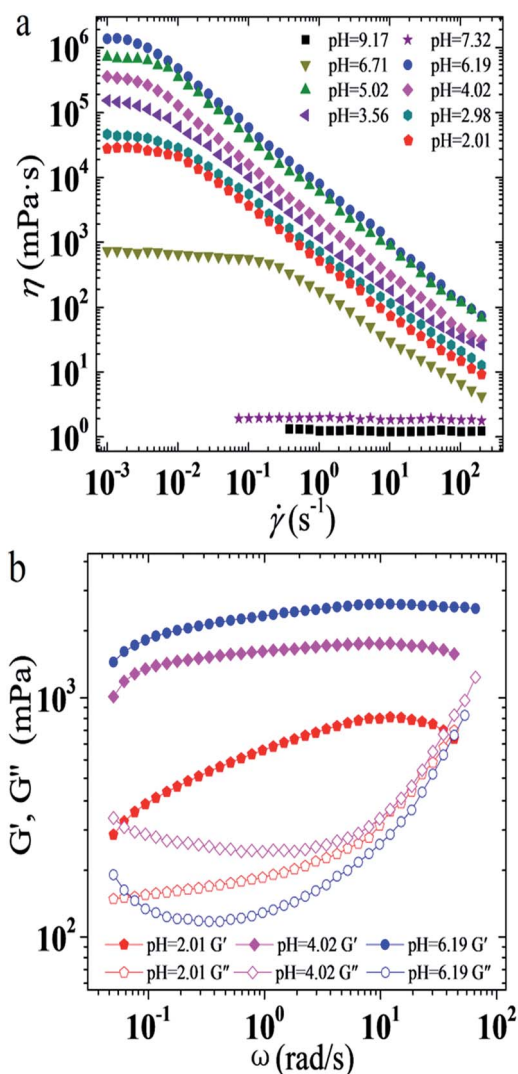 a
10⁶
10⁵
10⁴
10³
10²
10¹
10⁰
η (mPa·s)
pH=9.17 pH=7.32
pH=6.71 pH=6.19
pH=5.02 pH=4.02
pH=3.56 pH=2.98
pH=2.01
10⁻³ 10⁻² 10⁻¹ 10⁰ 10¹ 10²
γ̇ (s⁻¹)
b
10³
10²
G', G'' (mPa)
pH=2.01 G' pH=4.02 G' pH=6.19 G'
pH=2.01 G'' pH=4.02 G'' pH=6.19 G''
10⁻¹ 10⁰ 10¹ 10²
ω (rad/s)